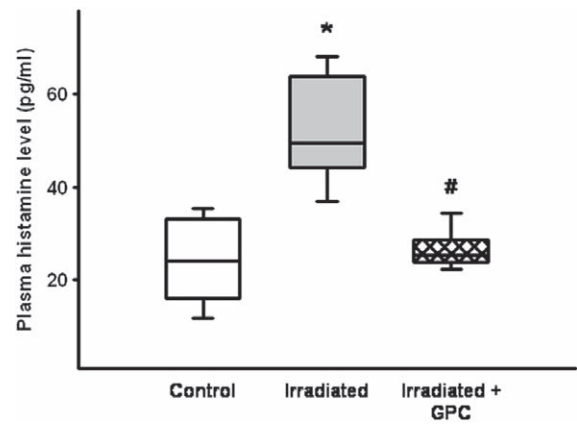 Plasma histamine level (pg/ml)
60
40
20
*
#
Control
Irradiated
Irradiated +
GPC